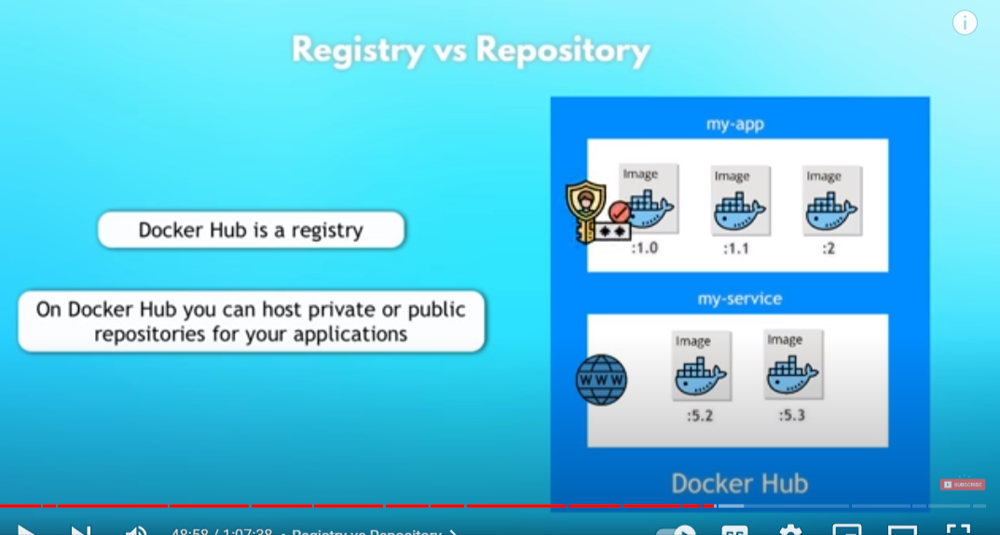 Registry vs Repository
Docker Hub is a registry
On Docker Hub you can host private or public
repositories for your applications
my-app
Image
Image
Image
:1.0
:1.1
:2
my-service
Image
Image
WWW
:5.2
:5.3
Docker Hub
SUBSCRIBE
48:58 / 1:07:38 • Registry vs Repository
CC